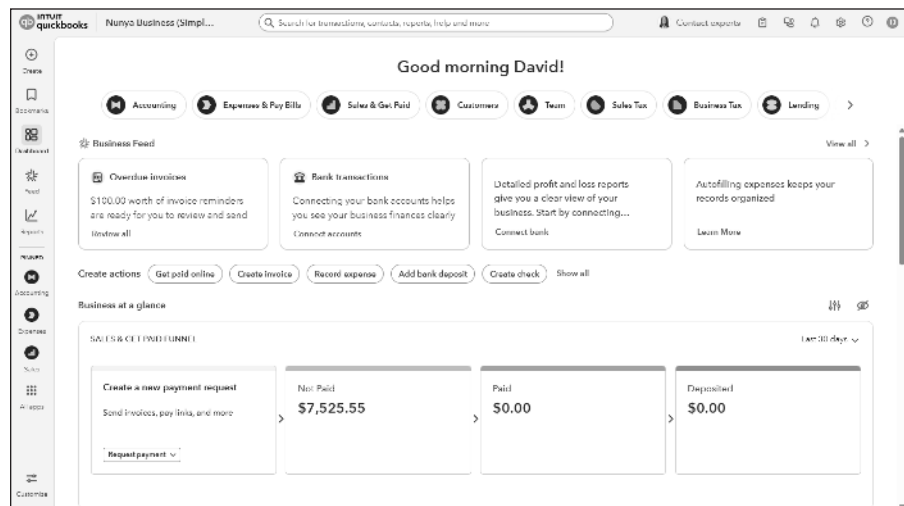 INTUIT
quickbooks
Nunya Business (Simpl...
Search for transactions, contacts, reports, help and more
Contact experts
Create
Bookmarks
Dashboard
Feed
Reports
PINNED
Accounting
Expenses
Sales
All apps
Customize
Good morning David!
Accounting
Expenses & Pay Bills
Sales & Get Paid
Customers
Team
Sales Tax
Business Tax
Lending
Business Feed
View all
Overdue invoices
$100.00 worth of invoice reminders
are ready for you to review and send
Review all
Bank transactions
Connecting your bank accounts helps
you see your business finances clearly
Connect accounts
Detailed profit and loss reports
give you a clear view of your
business. Start by connecting...
Connect bank
Autofilling expenses keeps your
records organized
Learn More
Create actions
Get paid online
Create invoice
Record expense
Add bank deposit
Create check
Show all
Business at a glance
SALES & GET PAID FUNNEL
Last 30 days
Create a new payment request
Send invoices, pay links, and more
Request payment
Not Paid
$7,525.55
Paid
$0.00
Deposited
$0.00